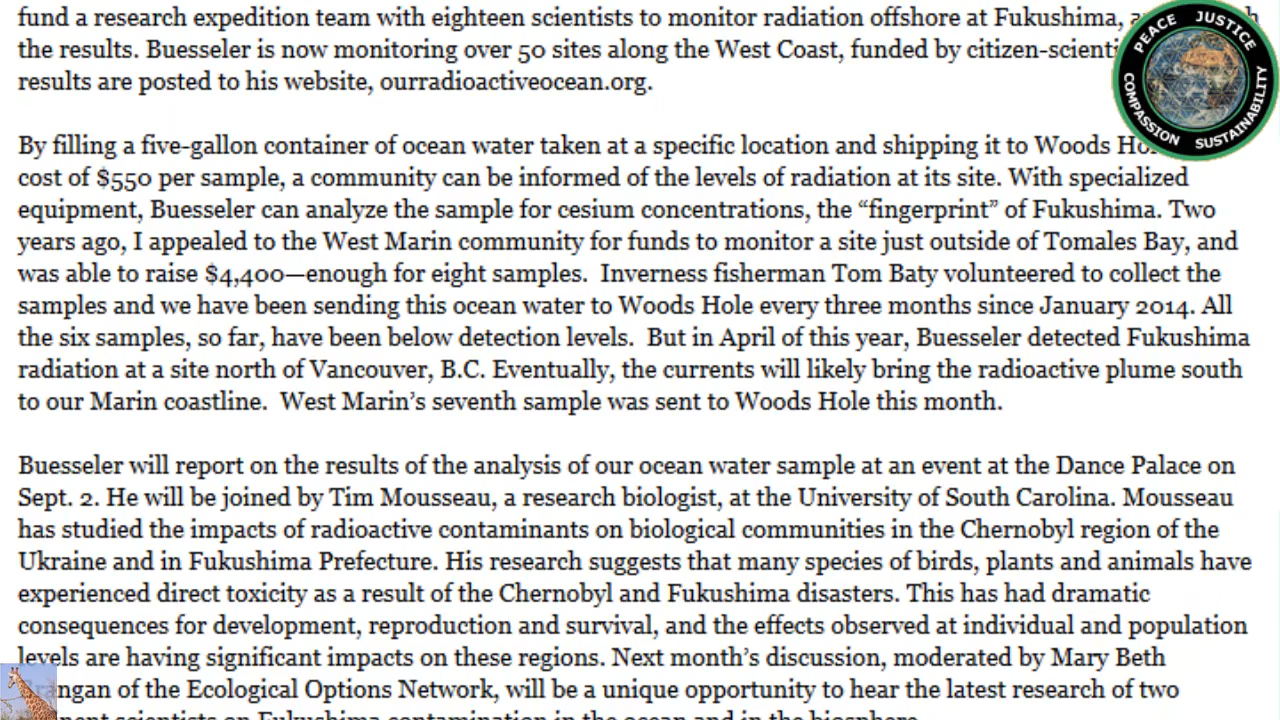 fund a research expedition team with eighteen scientists to monitor radiation offshore at Fukushima,
the results. Buesseler is now monitoring over 50 sites along the West Coast, funded by
results are posted to his website, ourradioactiveocean.org.
By filling a five-gallon container of ocean water taken at a specific location and shipping it to Woods
cost of $550 per sample, a community can be informed of the levels of radiation at its site. With specialized
equipment, Buesseler can analyze the sample for cesium concentrations, the “fingerprint” of Fukushima. Two
years ago, I appealed to the West Marin community for funds to monitor a site just outside of Tomales Bay, and
was able to raise $4,400—enough for eight samples.  Inverness fisherman Tom Baty volunteered to collect the
samples and we have been sending this ocean water to Woods Hole every three months since January 2014. All
the six samples, so far, have been below detection levels.  But in April of this year, Buesseler detected Fukushima
radiation at a site north of Vancouver, B.C. Eventually, the currents will likely bring the radioactive plume south
to our Marin coastline.  West Marin’s seventh sample was sent to Woods Hole this month.
Buesseler will report on the results of the analysis of our ocean water sample at an event at the Dance Palace on
Sept. 2. He will be joined by Tim Mousseau, a research biologist, at the University of South Carolina. Mousseau
has studied the impacts of radioactive contaminants on biological communities in the Chernobyl region of the
Ukraine and in Fukushima Prefecture. His research suggests that many species of birds, plants and animals have
experienced direct toxicity as a result of the Chernobyl and Fukushima disasters. This has had dramatic
consequences for development, reproduction and survival, and the effects observed at individual and population
levels are having significant impacts on these regions. Next month’s discussion, moderated by Mary Beth
of the Ecological Options Network, will be a unique opportunity to hear the latest research of two
scientists on Fukushima contamination in the ocean and in the biosphere.
PEACE JUSTICE
COMPASSION SUSTAINABILITY